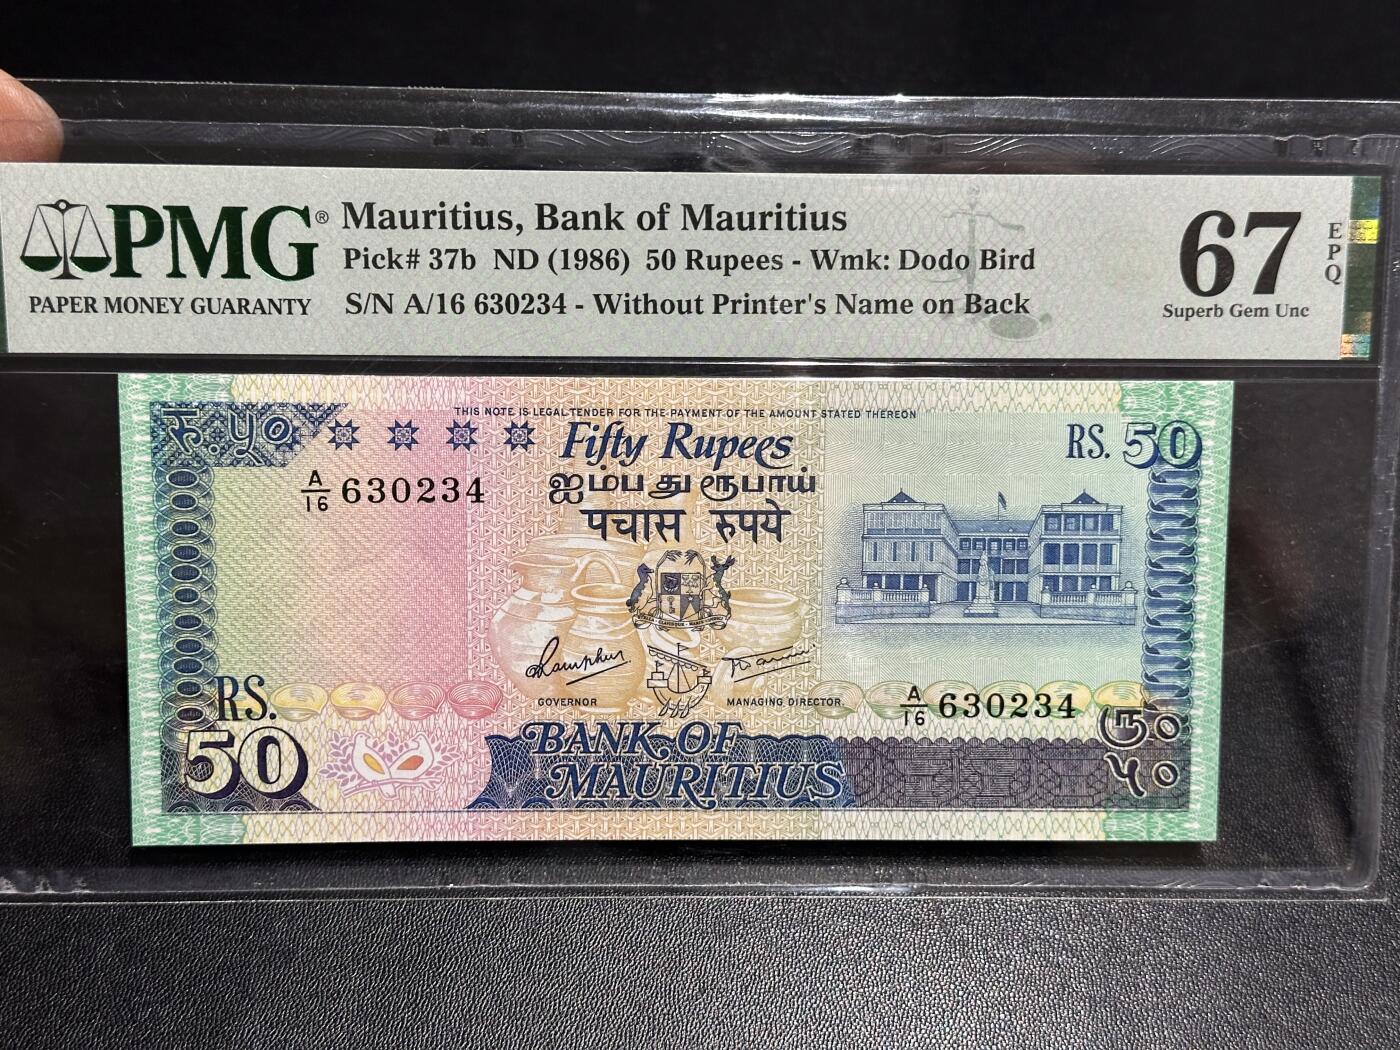 PMG®
PAPER MONEY GUARANTY
Mauritius, Bank of Mauritius
Pick# 37b ND (1986) 50 Rupees - Wmk: Dodo Bird
S/N A/16 630234 - Without Printer's Name on Back
67
EPQ
Superb Gem Unc
THIS NOTE IS LEGAL TENDER FOR THE PAYMENT OF THE AMOUNT STATED THEREON
रु. ५०
Fifty Rupees
RS. 50
A/16 630234
ஐம்பது ரூபாய்
पचास रुपये
GOVERNOR
MANAGING DIRECTOR
A/16 630234
RS.
50
BANK OF
MAURITIUS
௫௦
५०